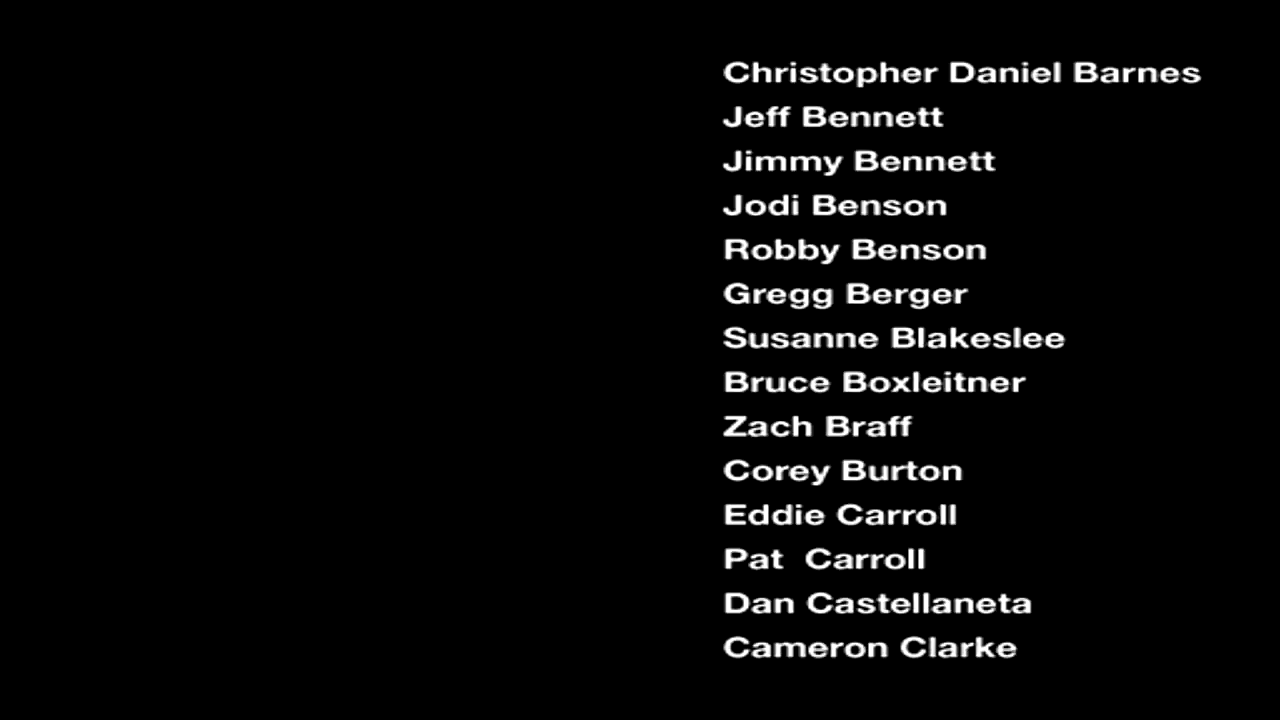 Christopher Daniel Barnes
Jeff Bennett
Jimmy Bennett
Jodi Benson
Robby Benson
Gregg Berger
Susanne Blakeslee
Bruce Boxleitner
Zach Braff
Corey Burton
Eddie Carroll
Pat  Carroll
Dan Castellaneta
Cameron Clarke